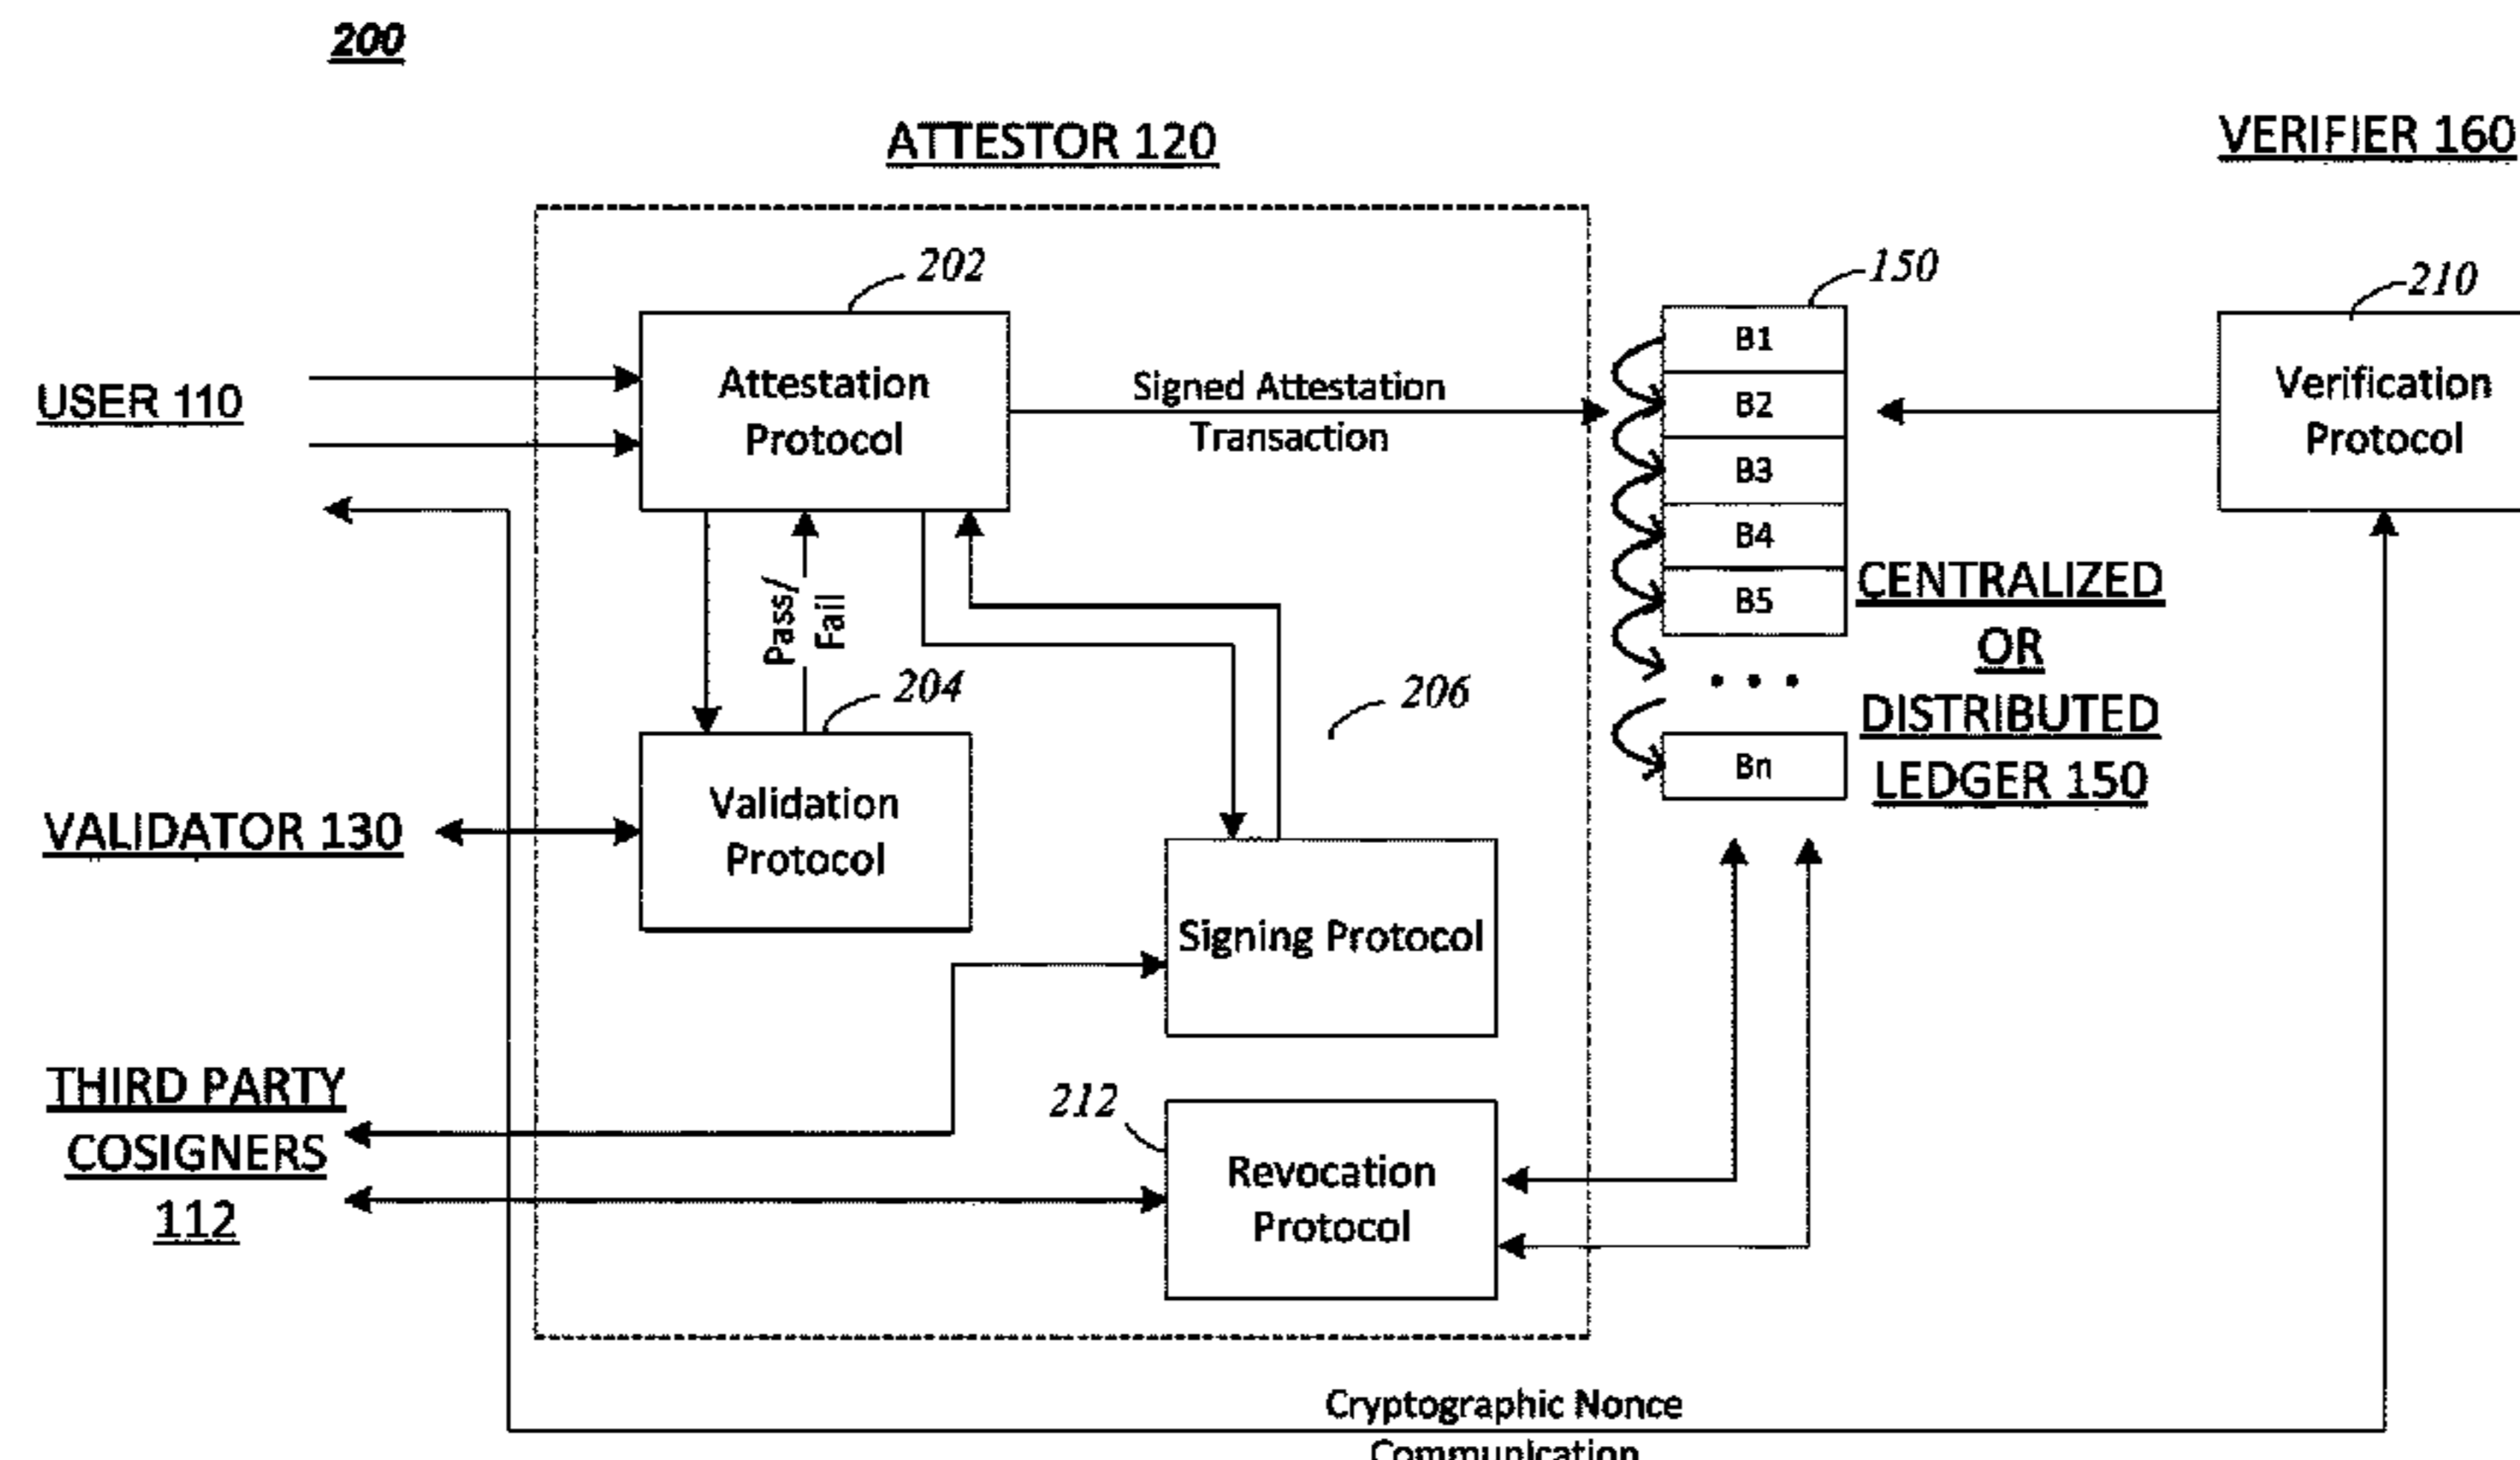 200
ATTESTOR 120
VERIFIER 160
202
150
210
USER 110
Attestation
Protocol
Signed Attestation
Transaction
B1
B2
B3
B4
B5
Bn
Verification
Protocol
CENTRALIZED
OR
DISTRIBUTED
LEDGER 150
Pass/
Fail
204
206
VALIDATOR 130
Validation
Protocol
Signing Protocol
THIRD PARTY
COSIGNERS
112
212
Revocation
Protocol
Cryptographic Nonce
Communication